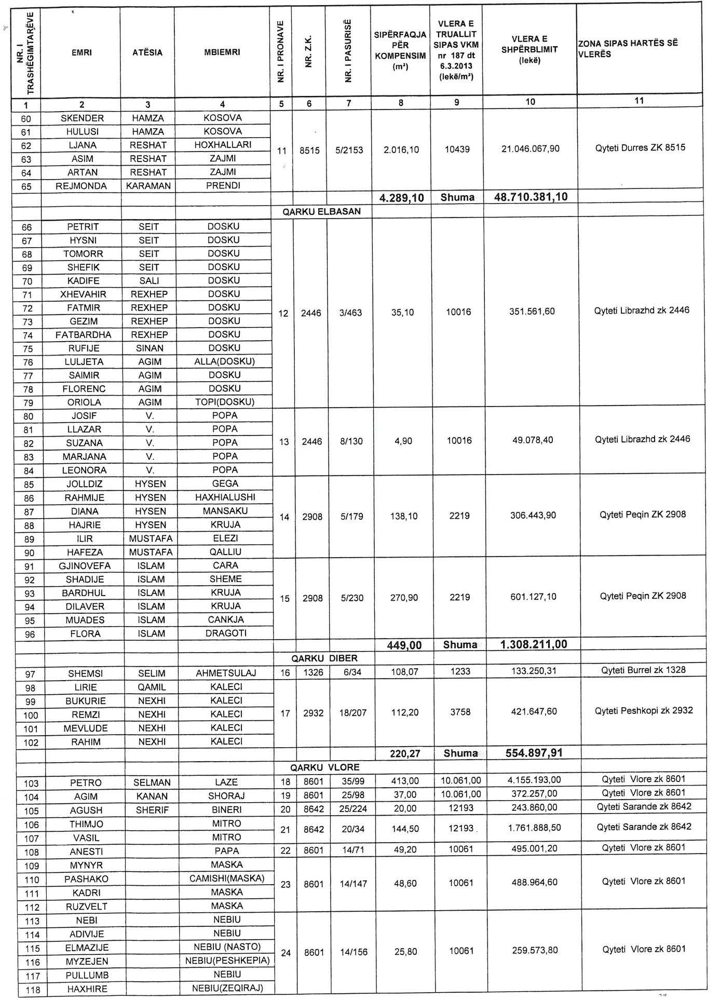 NR. I TRASHËGIMTARËVE | EMRI | ATËSIA | MBIEMRI | NR. I PRONAVE | NR. Z.K. | NR. I PASURISË | SIPËRFAQJA PËR KOMPENSIM (m²) | VLERA E TRUALLIT SIPAS VKM nr 187 dt 6.3.2013 (lekë/m²) | VLERA E SHPËRBLIMIT (lekë) | ZONA SIPAS HARTËS SË VLERËS
1 | 2 | 3 | 4 | 5 | 6 | 7 | 8 | 9 | 10 | 11
60 SKENDER HAMZA KOSOVA
61 HULUSI HAMZA KOSOVA
62 LJANA RESHAT HOXHALLARI
11 8515 5/2153 2.016,10 10439 21.046.067,90 Qyteti Durres ZK 8515
63 ASIM RESHAT ZAJMI
64 ARTAN RESHAT ZAJMI
65 REJMONDA KARAMAN PRENDI
4.289,10 Shuma 48.710.381,10
QARKU ELBASAN
66 PETRIT SEIT DOSKU
67 HYSNI SEIT DOSKU
68 TOMORR SEIT DOSKU
69 SHEFIK SEIT DOSKU
70 KADIFE SALI DOSKU
71 XHEVAHIR REXHEP DOSKU
72 FATMIR REXHEP DOSKU
12 2446 3/463 35,10 10016 351.561,60 Qyteti Librazhd zk 2446
73 GEZIM REXHEP DOSKU
74 FATBARDHA REXHEP DOSKU
75 RUFIJE SINAN DOSKU
76 LULJETA AGIM ALLA(DOSKU)
77 SAIMIR AGIM DOSKU
78 FLORENC AGIM DOSKU
79 ORIOLA AGIM TOPI(DOSKU)
80 JOSIF V. POPA
81 LLAZAR V. POPA
82 SUZANA V. POPA 13 2446 8/130 4,90 10016 49.078,40 Qyteti Librazhd zk 2446
83 MARJANA V. POPA
84 LEONORA V. POPA
85 JOLLDIZ HYSEN GEGA
86 RAHMIJE HYSEN HAXHIALUSHI
87 DIANA HYSEN MANSAKU
14 2908 5/179 138,10 2219 306.443,90 Qyteti Peqin ZK 2908
88 HAJRIE HYSEN KRUJA
89 ILIR MUSTAFA ELEZI
90 HAFEZA MUSTAFA QALLIU
91 GJINOVEFA ISLAM CARA
92 SHADIJE ISLAM SHEME
93 BARDHUL ISLAM KRUJA
15 2908 5/230 270,90 2219 601.127,10 Qyteti Peqin ZK 2908
94 DILAVER ISLAM KRUJA
95 MUADES ISLAM CANKJA
96 FLORA ISLAM DRAGOTI
449,00 Shuma 1.308.211,00
QARKU DIBER
97 SHEMSI SELIM AHMETSULAJ 16 1326 6/34 108,07 1233 133.250,31 Qyteti Burrel zk 1328
98 LIRIE QAMIL KALECI
99 BUKURIE NEXHI KALECI
100 REMZI NEXHI KALECI 17 2932 18/207 112,20 3758 421.647,60 Qyteti Peshkopi zk 2932
101 MEVLUDE NEXHI KALECI
102 RAHIM NEXHI KALECI
220,27 Shuma 554.897,91
QARKU VLORE
103 PETRO SELMAN LAZE 18 8601 35/99 413,00 10.061,00 4.155.193,00 Qyteti Vlore zk 8601
104 AGIM KANAN SHORAJ 19 8601 25/98 37,00 10.061,00 372.257,00 Qyteti Vlore zk 8601
105 AGUSH SHERIF BINERI 20 8642 25/224 20,00 12193 243.860,00 Qyteti Sarande zk 8642
106 THIMJO MITRO
21 8642 20/34 144,50 12193 1.761.888,50 Qyteti Sarande zk 8642
107 VASIL MITRO
108 ANESTI PAPA 22 8601 14/71 49,20 10061 495.001,20 Qyteti Vlore zk 8601
109 MYNYR MASKA
110 PASHAKO CAMISHI(MASKA)
23 8601 14/147 48,60 10061 488.964,60 Qyteti Vlore zk 8601
111 KADRI MASKA
112 RUZVELT MASKA
113 NEBI NEBIU
114 ADIVIJE NEBIU
115 ELMAZIJE NEBIU (NASTO)
24 8601 14/156 25,80 10061 259.573,80 Qyteti Vlore zk 8601
116 MYZEJEN NEBIU(PESHKEPIA)
117 PULLUMB NEBIU
118 HAXHIRE NEBIU(ZEQIRAJ)